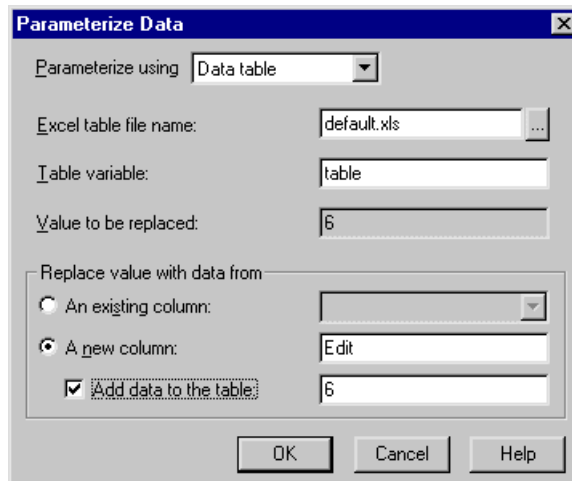 Parameterize Data
Parameterize using Data table
Excel table file name: default.xls ...
Table variable: table
Value to be replaced: 6
Replace value with data from
An existing column:
A new column: Edit
Add data to the table: 6
OK Cancel Help